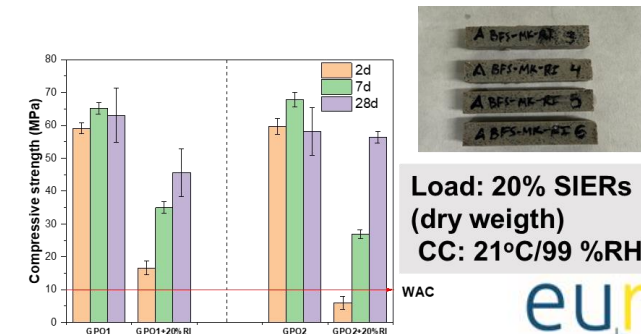 80
70
60
50
40
30
20
10
0
Compressive strength (MPa)
2d
7d
28d
GPO1 GPO1+20%RI GPO2 GPO2+20%RI
WAC
A BFS-MK-RI 3
A BFS-MK-RI 4
A BFS-MK-RI 5
A BFS-MK-RI 6
Load: 20% SIERs
(dry weigth)
CC: 21ºC/99 %RH
eur